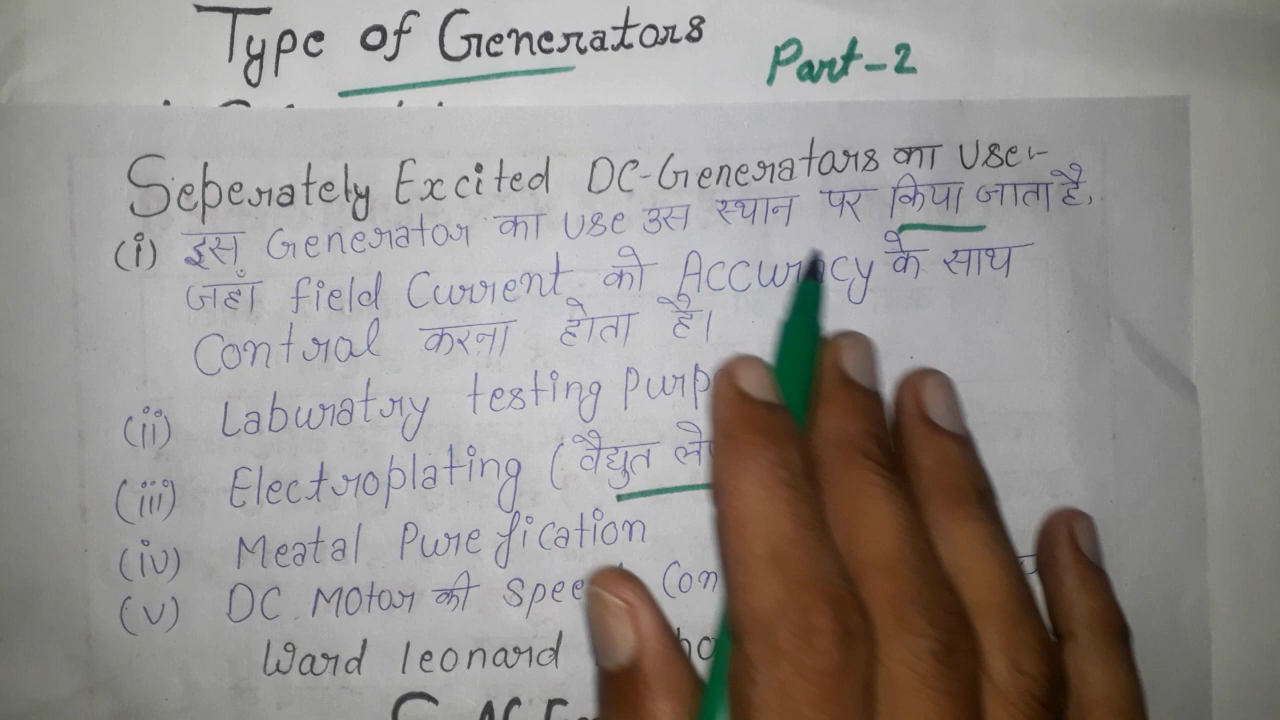 Type of Generators
Part-2
Seperately Excited DC-Generators का use:-
(i) इस Generator का use उस स्थान पर किया जाता है,
जहाँ field Current को Accuracy के साथ
Control करना होता है।
(ii) Laburatry testing
(iii) Electroplating (वैद्युत
(iv) Meatal Purefication
(v) DC Motor की
Ward leonard